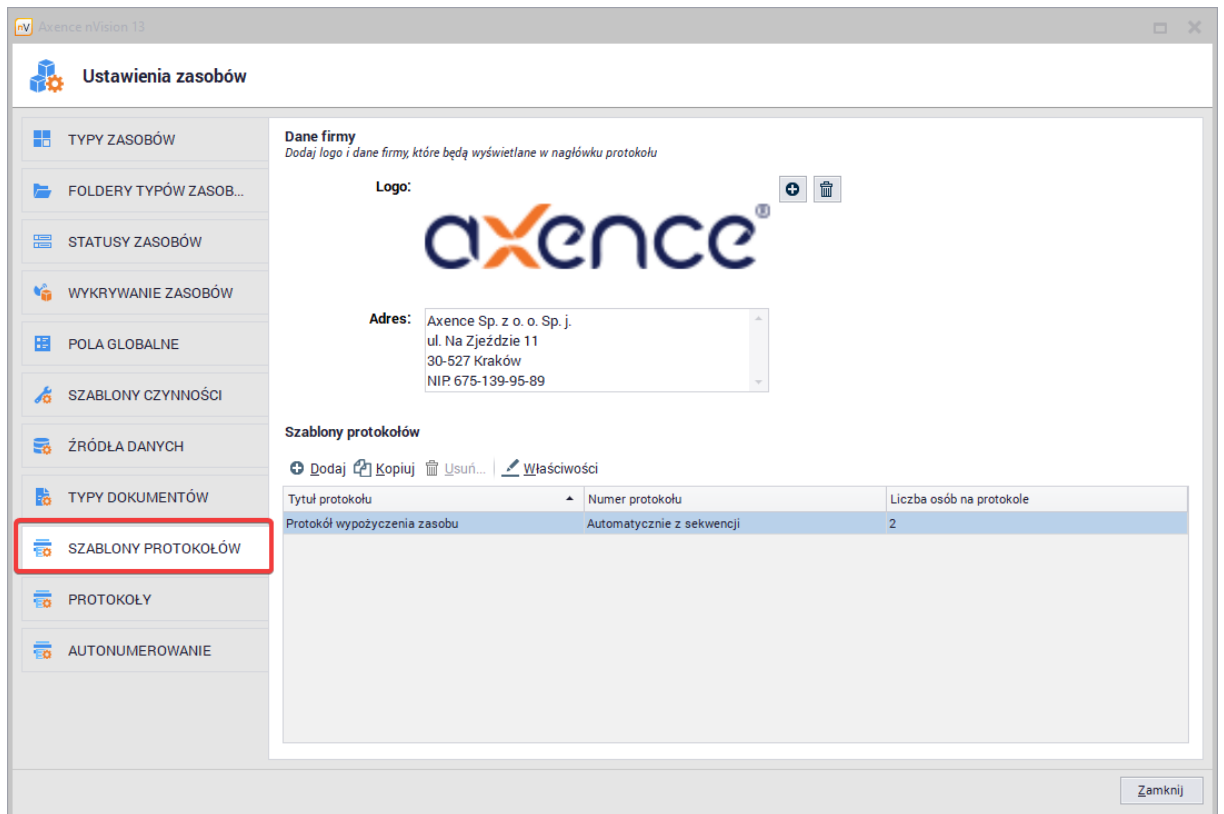 nV Axence nVision 13
Ustawienia zasobów
TYPY ZASOBÓW
FOLDERY TYPÓW ZASOB...
STATUSY ZASOBÓW
WYKRYWANIE ZASOBÓW
POLA GLOBALNE
SZABLONY CZYNNOŚCI
ŹRÓDŁA DANYCH
TYPY DOKUMENTÓW
SZABLONY PROTOKOŁÓW
PROTOKOŁY
AUTONUMEROWANIE
Dane firmy
Dodaj logo i dane firmy, które będą wyświetlane w nagłówku protokołu
Logo:
axence®
Adres:
Axence Sp. z o. o. Sp. j.
ul. Na Zjeździe 11
30-527 Kraków
NIP. 675-139-95-89
Szablony protokołów
Dodaj Kopiuj Usuń... Właściwości
Tytuł protokołu Numer protokołu Liczba osób na protokole
Protokół wypożyczenia zasobu Automatycznie z sekwencji 2
Zamknij